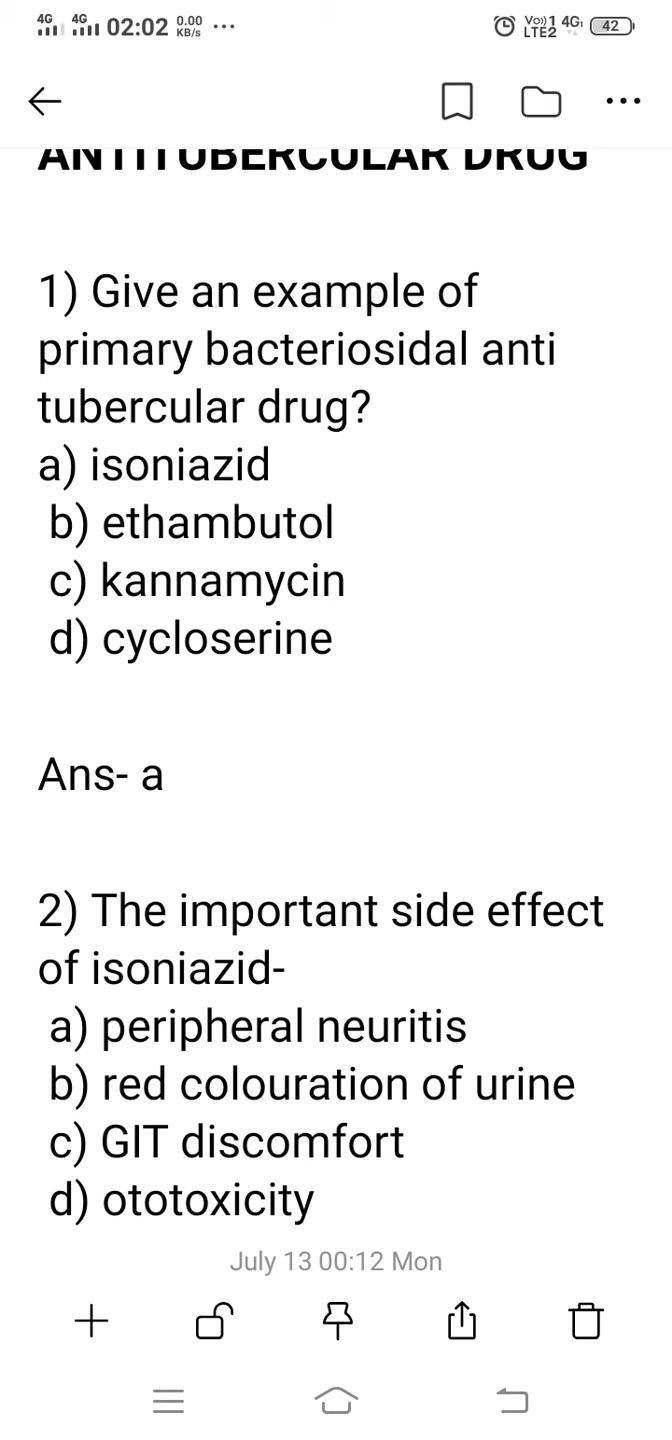 4G 4G 02:02 0.00 KB/s ... Vo))1 LTE2 4G 42
ANTITUBERCULAR DRUG
1) Give an example of
primary bacteriosidal anti
tubercular drug?
a) isoniazid
b) ethambutol
c) kannamycin
d) cycloserine
Ans- a
2) The important side effect
of isoniazid-
a) peripheral neuritis
b) red colouration of urine
c) GIT discomfort
d) ototoxicity
July 13 00:12 Mon